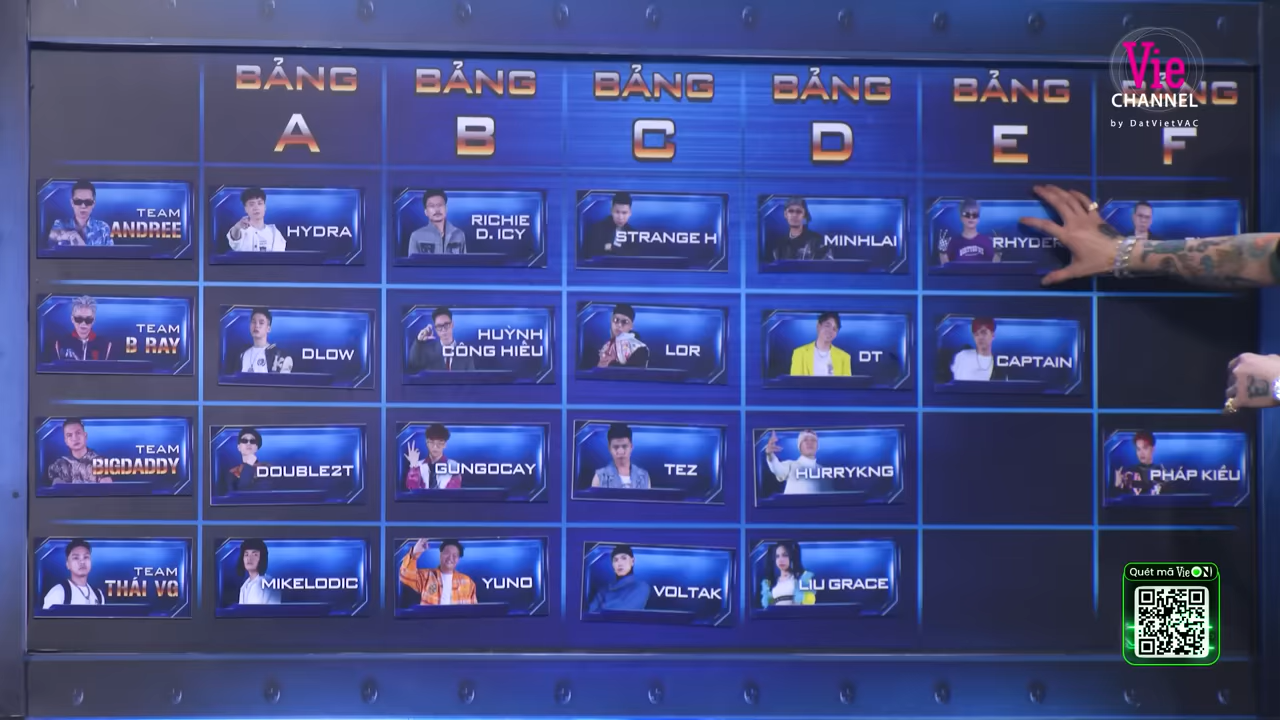 Vie
CHANNEL
by DatVietVAC
BẢNG A
BẢNG B
BẢNG C
BẢNG D
BẢNG E
F
TEAM ANDREE
HYDRA
RICHIE D. ICY
STRANGE H
MINHLAI
RHYDER
TEAM B RAY
DLOW
HUỲNH CÔNG HIẾU
LOR
DT
CAPTAIN
TEAM BIGDADDY
DOUBLE2T
GUNGOCAY
TEZ
HURRYKNG
PHÁP KIỀU
TEAM THÁI VG
MIKELODIC
YUNO
VOLTAK
LIU GRACE
Quét mã VieON!